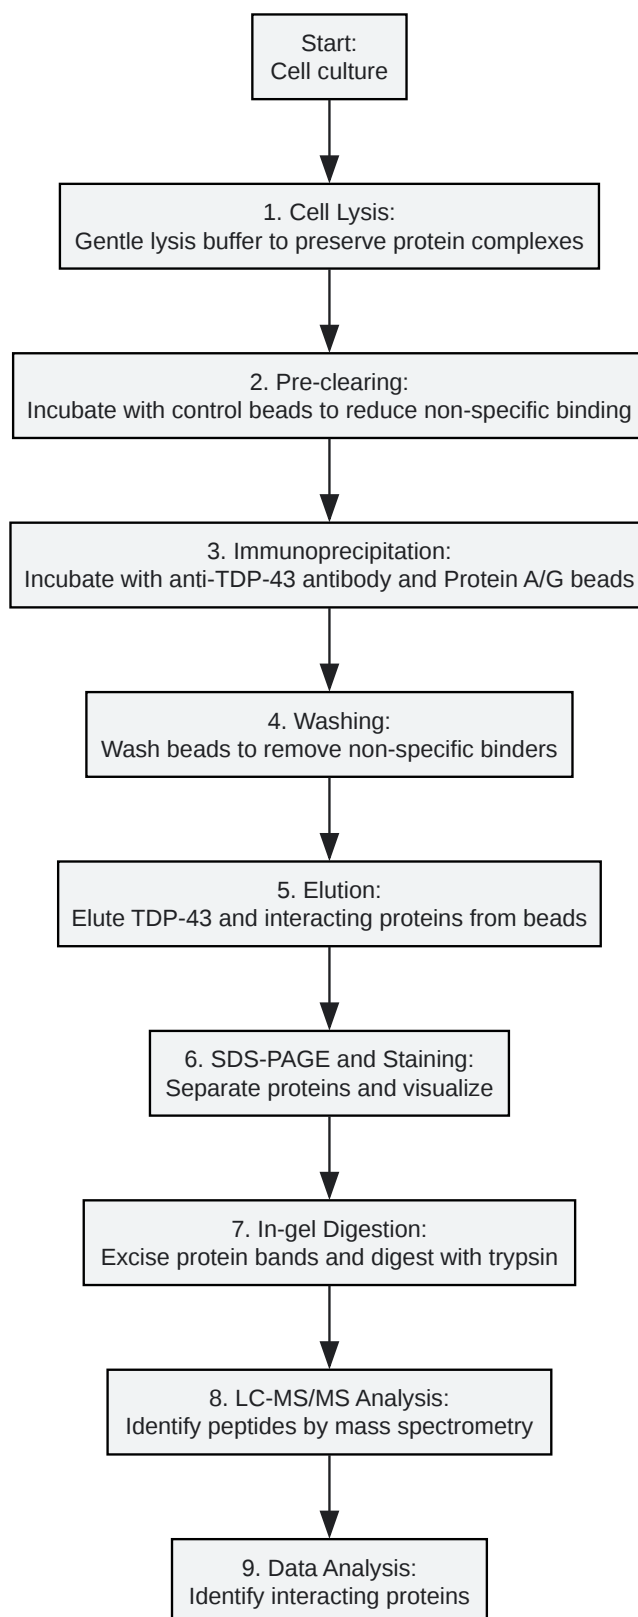 Start:
Cell culture
1. Cell Lysis:
Gentle lysis buffer to preserve protein complexes
2. Pre-clearing:
Incubate with control beads to reduce non-specific binding
3. Immunoprecipitation:
Incubate with anti-TDP-43 antibody and Protein A/G beads
4. Washing:
Wash beads to remove non-specific binders
5. Elution:
Elute TDP-43 and interacting proteins from beads
6. SDS-PAGE and Staining:
Separate proteins and visualize
7. In-gel Digestion:
Excise protein bands and digest with trypsin
8. LC-MS/MS Analysis:
Identify peptides by mass spectrometry
9. Data Analysis:
Identify interacting proteins